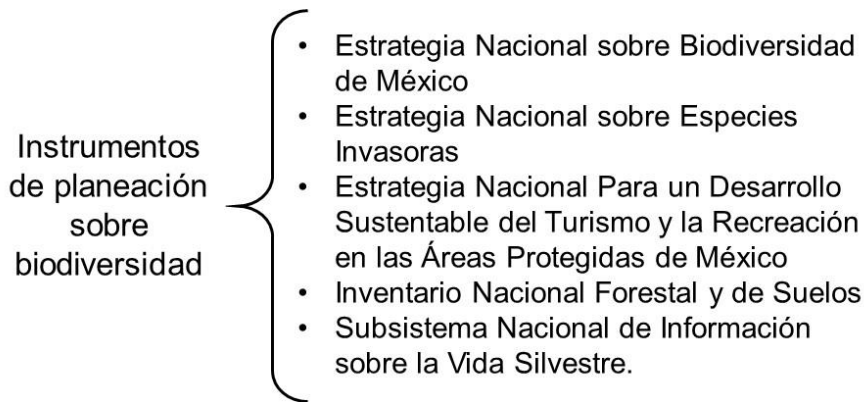 Instrumentos
de planeación
sobre
biodiversidad
• Estrategia Nacional sobre Biodiversidad
de México
• Estrategia Nacional sobre Especies
Invasoras
• Estrategia Nacional Para un Desarrollo
Sustentable del Turismo y la Recreación
en las Áreas Protegidas de México
• Inventario Nacional Forestal y de Suelos
• Subsistema Nacional de Información
sobre la Vida Silvestre.